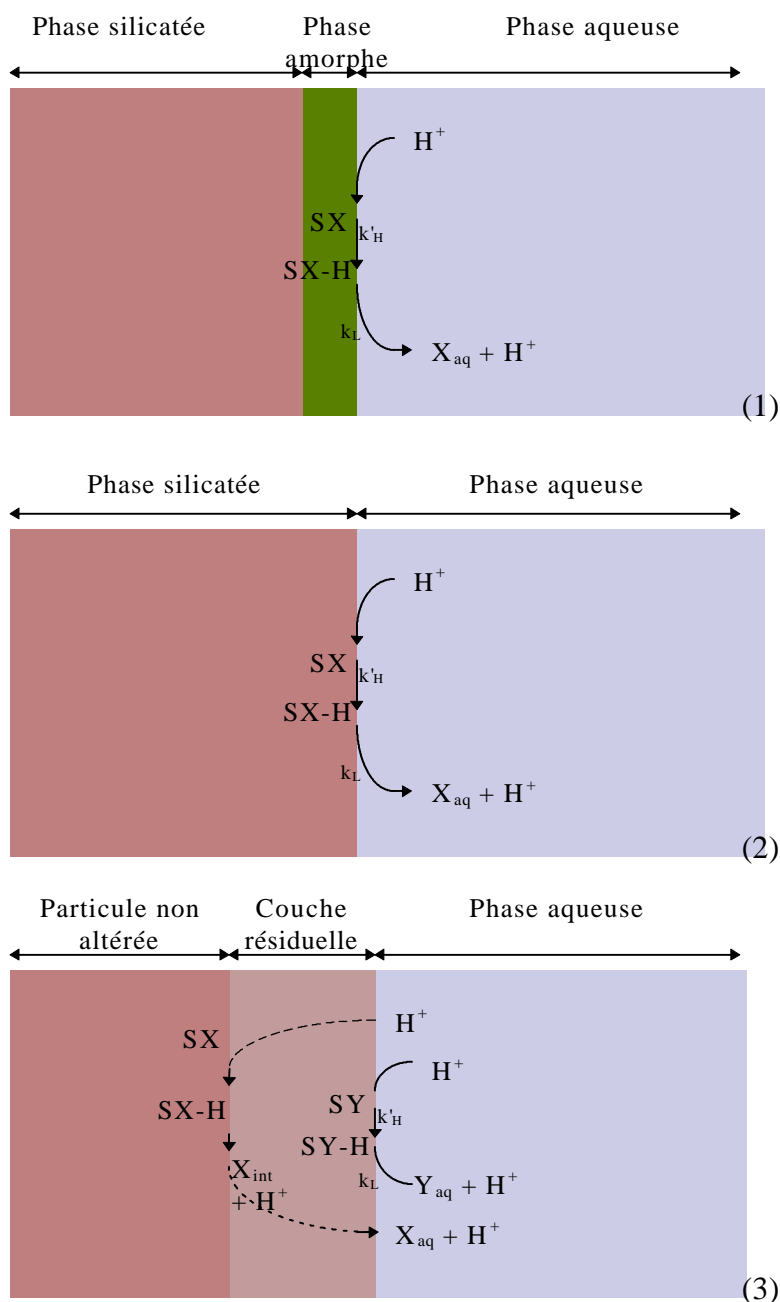 Phase silicatée
Phase
amorphe
Phase aqueuse
H⁺
SX
k'H
SX-H
kL
Xaq + H⁺
(1)
Phase silicatée
Phase aqueuse
H⁺
SX
k'H
SX-H
kL
Xaq + H⁺
(2)
Particule non
altérée
Couche
résiduelle
Phase aqueuse
H⁺
SX
H⁺
SX-H
SY
k'H
SY-H
Xint
+ H⁺
kL
Yaq + H⁺
Xaq + H⁺
(3)